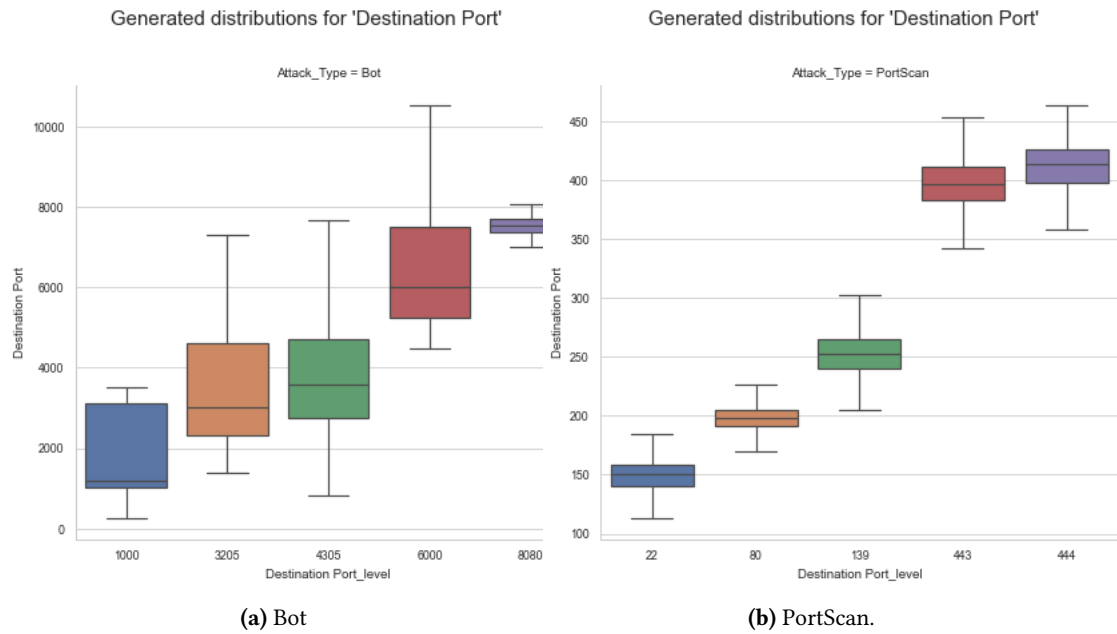 Generated distributions for 'Destination Port'
Attack_Type = Bot
10000
8000
6000
4000
2000
0
Destination Port
1000 3205 4305 6000 8080
Destination Port_level
(a) Bot
Generated distributions for 'Destination Port'
Attack_Type = PortScan
450
400
350
300
250
200
150
100
Destination Port
22 80 139 443 444
Destination Port_level
(b) PortScan.